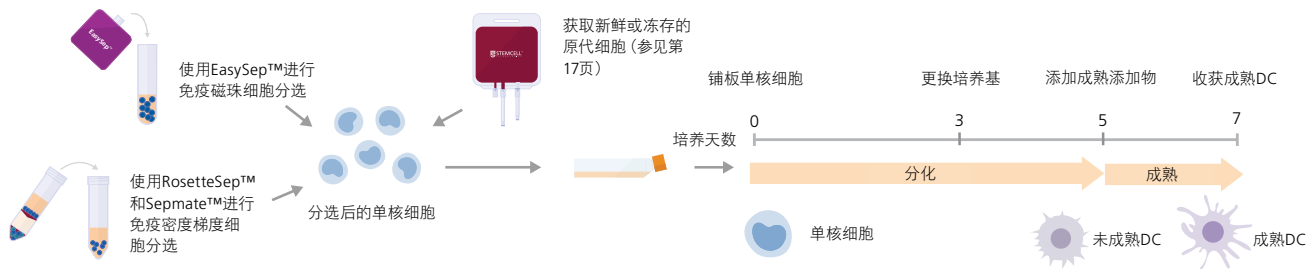 EasySep™
使用EasySep™进行
免疫磁珠细胞分选
STEMCELL
获取新鲜或冻存的
原代细胞（参见第
17页）
使用RosetteSep™
和Sepmate™进行
免疫密度梯度细
胞分选
分选后的单核细胞
铺板单核细胞
更换培养基
添加成熟添加物
收获成熟DC
培养天数
0
3
5
7
分化
成熟
单核细胞
未成熟DC
成熟DC